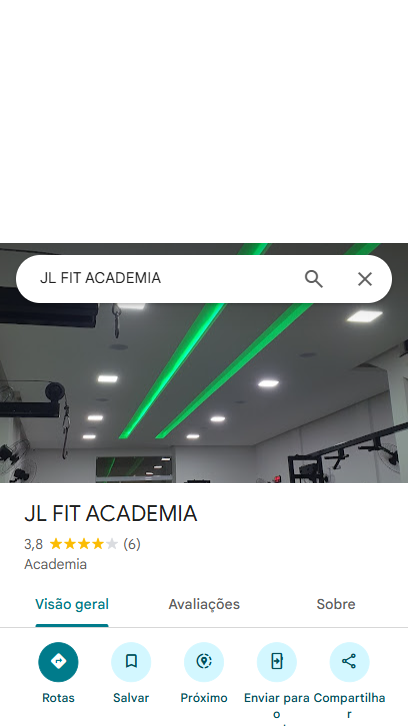 JL FIT ACADEMIA
JL FIT ACADEMIA
3,8 (6)
Academia
Visão geral Avaliações Sobre
Rotas Salvar Próximo Enviar para Compartilha
o r